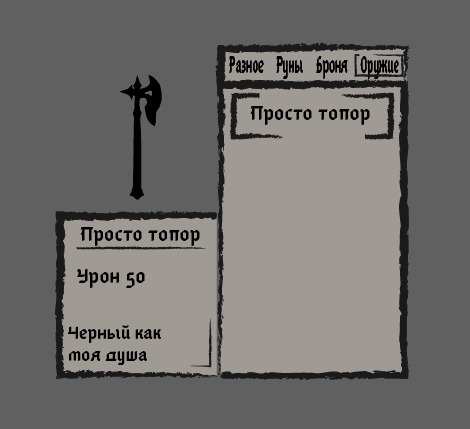 Разное Руны Броня Оружие
Просто топор
Просто топор
Урон 50
Черный как
моя душа